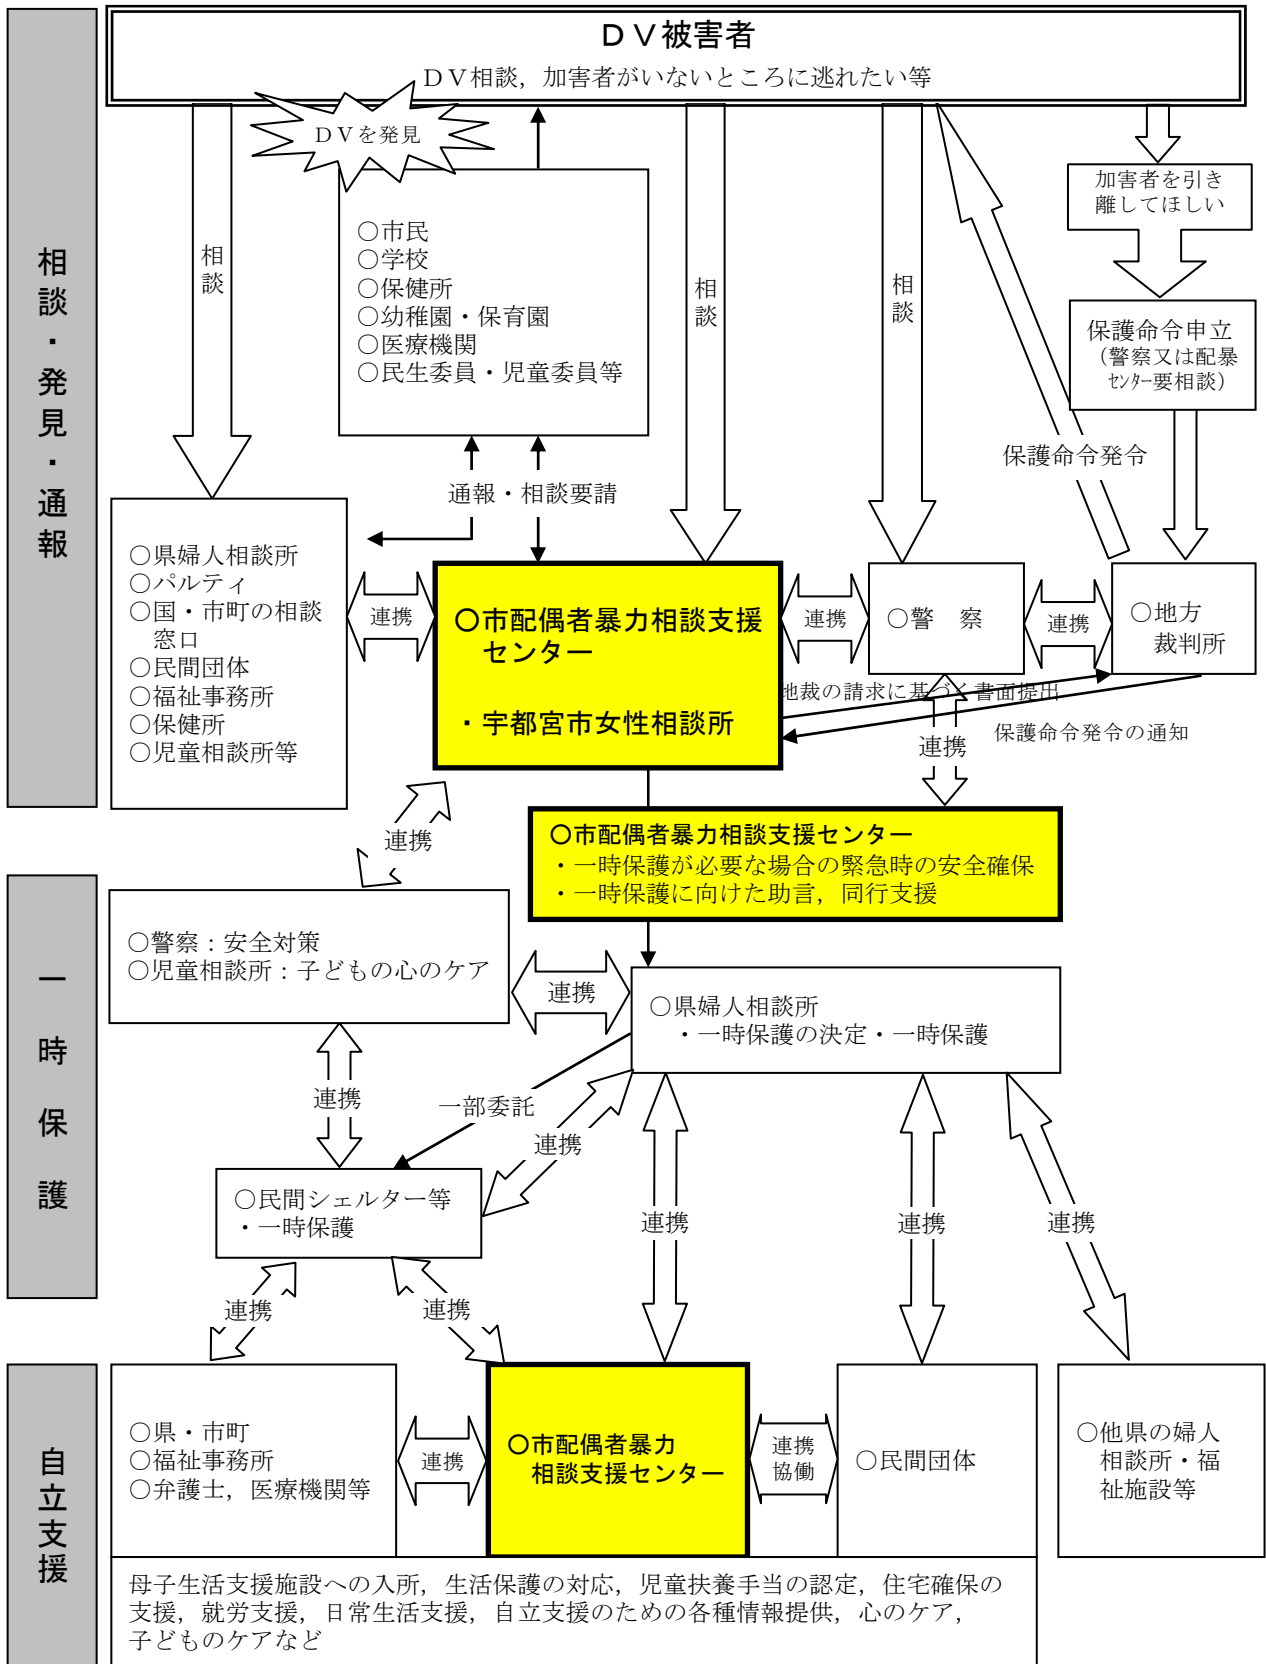 DV被害者
DV相談，加害者がいないところに逃れたい等
DVを発見
相談・発見・通報
相談
○市民
○学校
○保健所
○幼稚園・保育園
○医療機関
○民生委員・児童委員等
相談
相談
加害者を引き
離してほしい
保護命令申立
（警察又は配暴
ｾﾝﾀｰ要相談）
保護命令発令
通報・相談要請
○県婦人相談所
○パルティ
○国・市町の相談
窓口
○民間団体
○福祉事務所
○保健所
○児童相談所等
連携
○市配偶者暴力相談支援
センター
・宇都宮市女性相談所
連携
○警　察
連携
○地方
裁判所
地裁の請求に基づく書面提出
保護命令発令の通知
連携
連携
○市配偶者暴力相談支援センター
・一時保護が必要な場合の緊急時の安全確保
・一時保護に向けた助言，同行支援
一時保護
○警察：安全対策
○児童相談所：子どもの心のケア
連携
○県婦人相談所
・一時保護の決定・一時保護
連携
一部委託
連携
○民間シェルター等
・一時保護
連携
連携
連携
連携
連携
自立支援
○県・市町
○福祉事務所
○弁護士，医療機関等
連携
○市配偶者暴力
相談支援センター
連携
協働
○民間団体
○他県の婦人
相談所・福
祉施設等
母子生活支援施設への入所，生活保護の対応，児童扶養手当の認定，住宅確保の
支援，就労支援，日常生活支援，自立支援のための各種情報提供，心のケア，
子どものケアなど